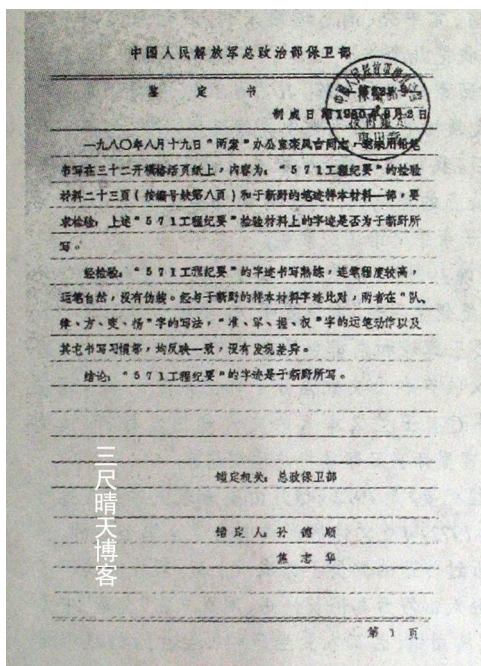 中国人民解放军总政治部保卫部
鉴定书
制成日期1980年9月2日
一九八〇年八月十九日“两案”办公室栾凤台同志，
书写在三十二开横格活页纸上，内容为：“571工程纪要”的检验
材料二十三页（按编号缺第八页）和于新野的笔迹样本材料一部，要
求检验：上述“571工程纪要”检验材料上的字迹是否为于新野所
写。
经检验：“571工程纪要”的字迹书写熟练，连笔程度较高，
运笔自然，没有伪装。经与于新野的样本材料字迹比对，两者在“队、
律、方、变、杨”字的写法，“准、军、握、权”字的运笔动作以及
其它书写习惯等，均反映一致，没有发现差异。
结论：“571工程纪要”的字迹是于新野所写。
鉴定机关：总政保卫部
鉴定人：孙德顺
焦志华
第1页
三尺晴天博客